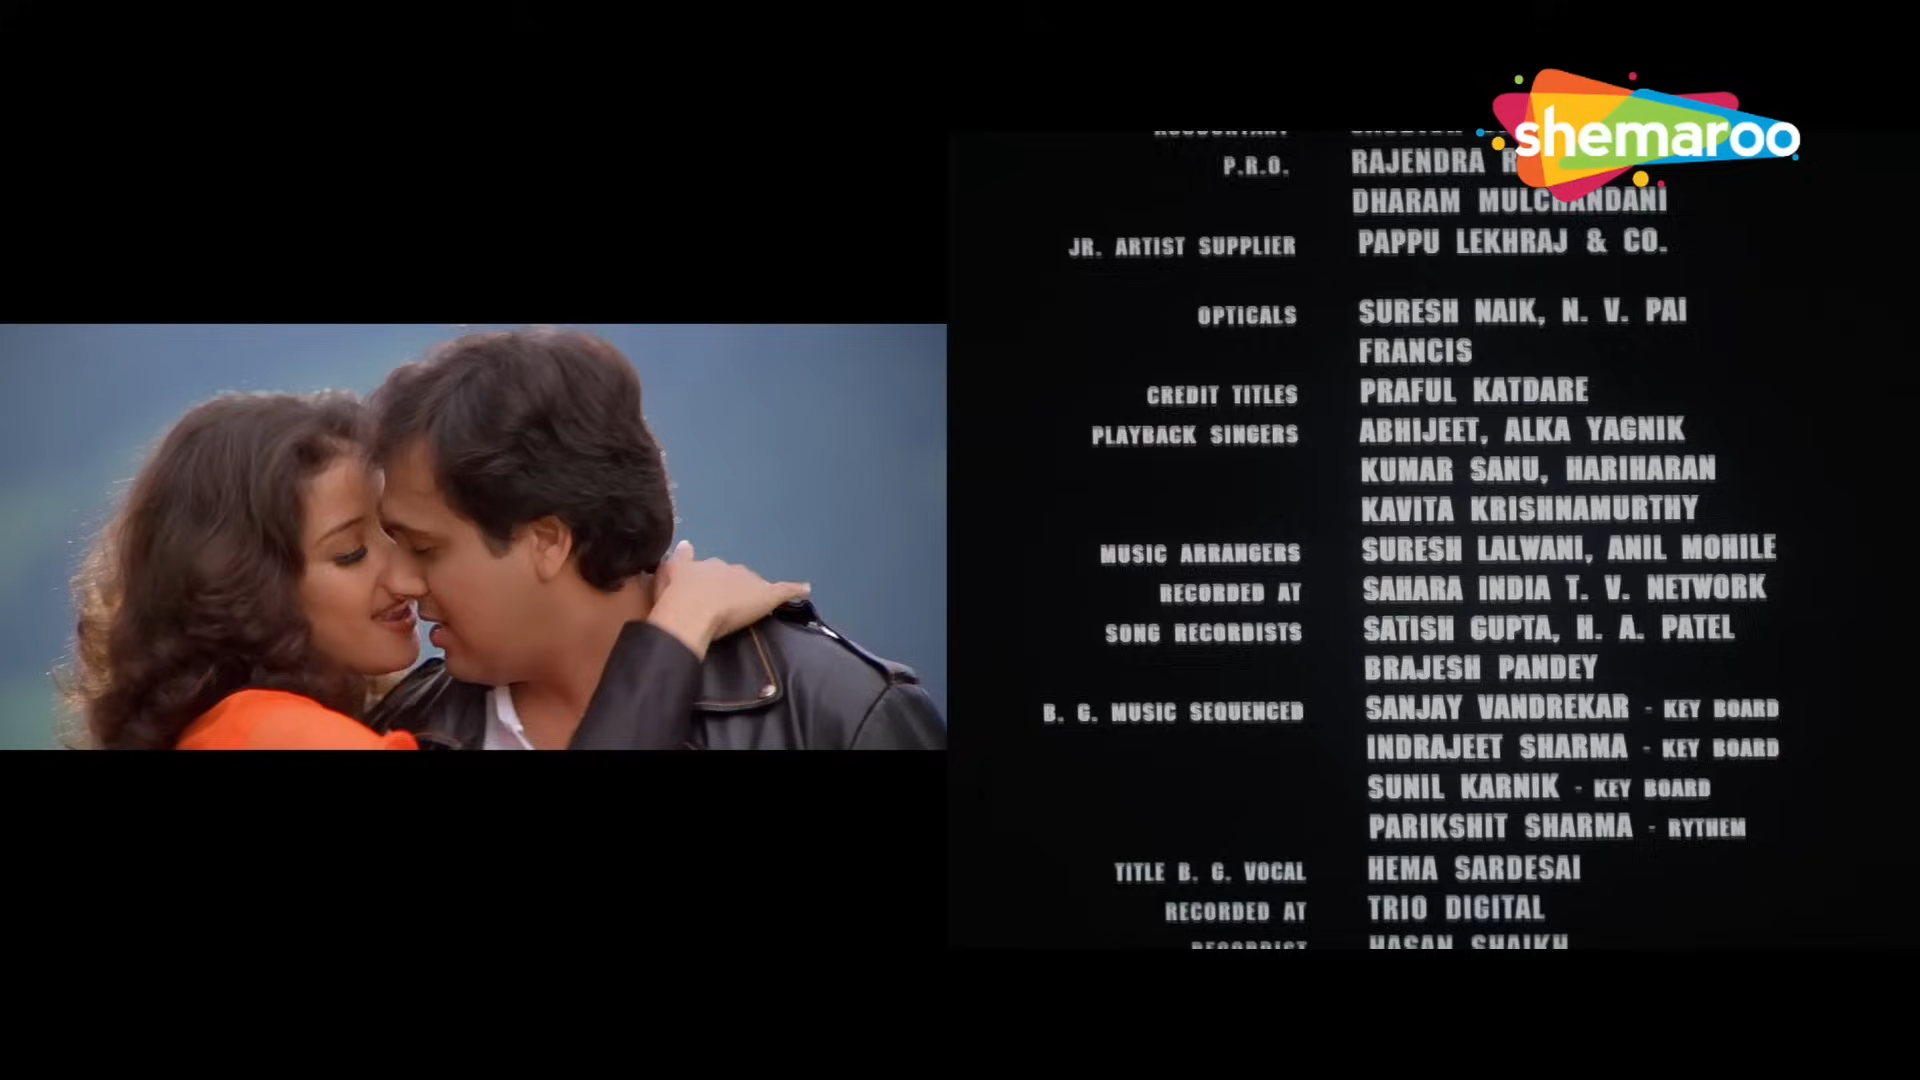 shemaroo
P.R.O. RAJENDRA
DHARAM MULCHANDANI
JR. ARTIST SUPPLIER PAPPU LEKHRAJ & CO.
OPTICALS SURESH NAIK, N. V. PAI
FRANCIS
CREDIT TITLES PRAFUL KATDARE
PLAYBACK SINGERS ABHIJEET, ALKA YAGNIK
KUMAR SANU, HARIHARAN
KAVITA KRISHNAMURTHY
MUSIC ARRANGERS SURESH LALWANI, ANIL MOHILE
RECORDED AT SAHARA INDIA T. V. NETWORK
SONG RECORDISTS SATISH GUPTA, H. A. PATEL
BRAJESH PANDEY
B. G. MUSIC SEQUENCED SANJAY VANDREKAR - KEY BOARD
INDRAJEET SHARMA - KEY BOARD
SUNIL KARNIK - KEY BOARD
PARIKSHIT SHARMA - RYTHEM
TITLE B. G. VOCAL HEMA SARDESAI
RECORDED AT TRIO DIGITAL
RECORDIST HASAN SHAIKH